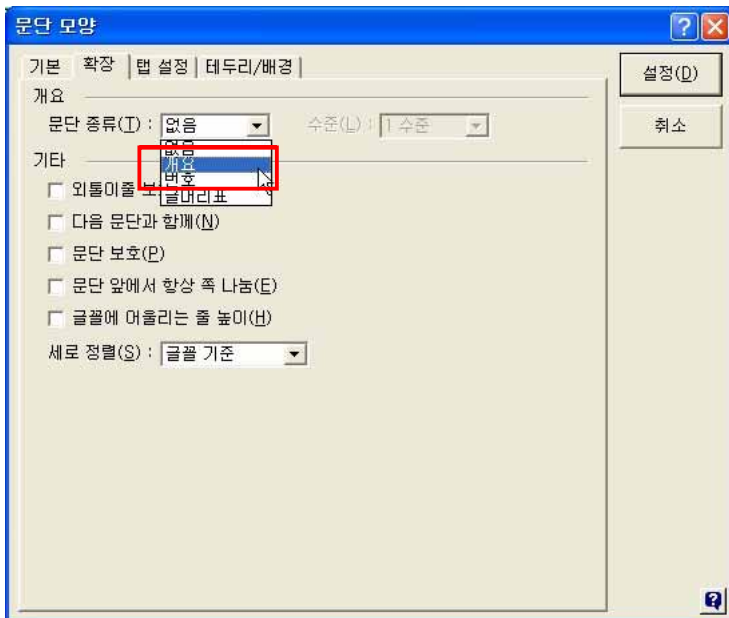 문단 모양
기본 확장 탭 설정 테두리/배경
설정(D)
취소
개요
문단 종류(T) : 없음 수준(L) : 1 수준
없음
개요
번호
글머리표
기타
외톨이줄
다음 문단과 함께(N)
문단 보호(P)
문단 앞에서 항상 쪽 나눔(E)
글꼴에 어울리는 줄 높이(H)
세로 정렬(S) : 글꼴 기준